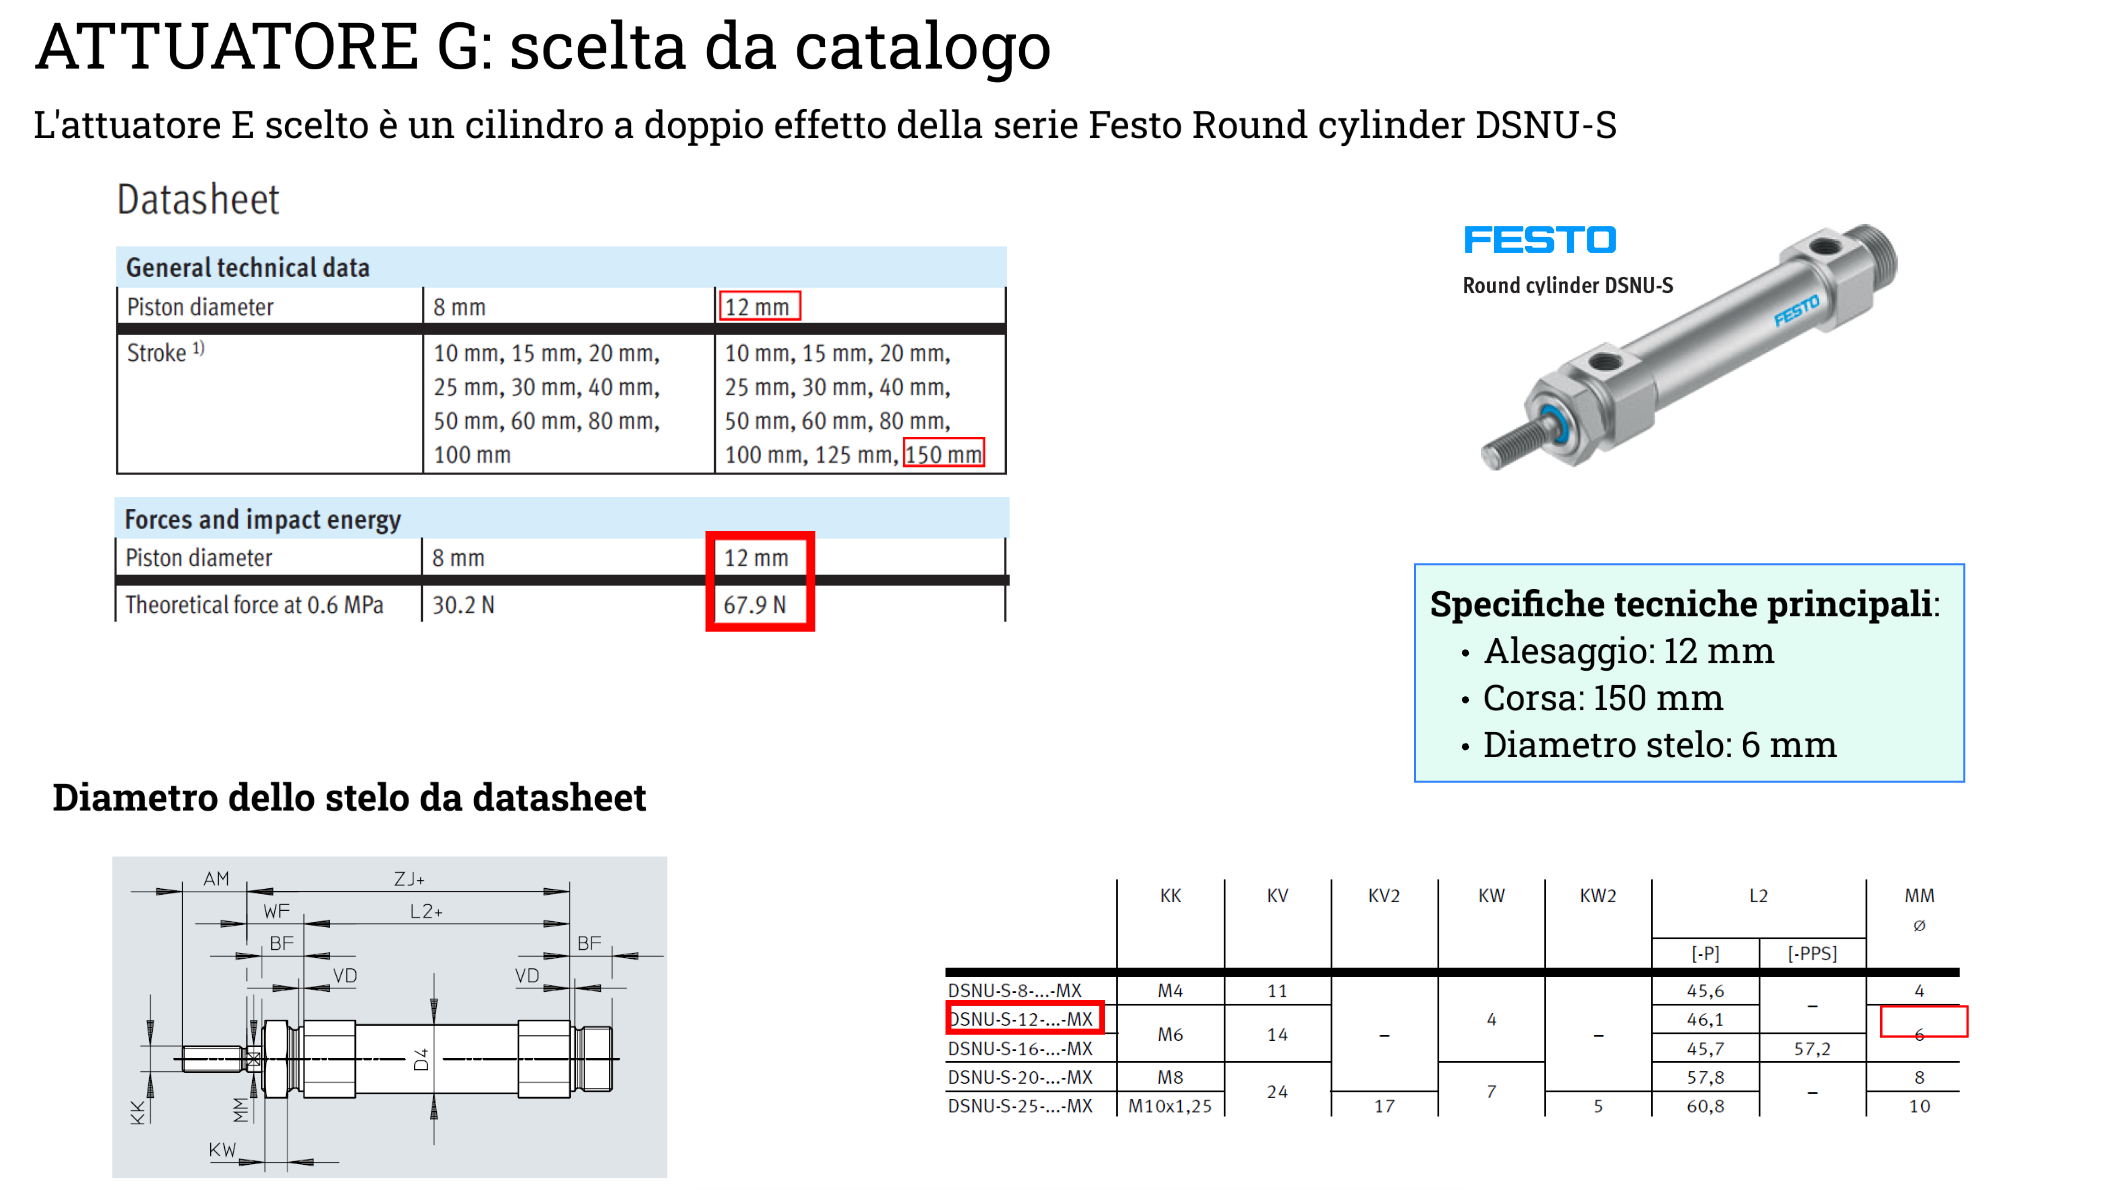 ATTUATORE G: scelta da catalogo
L'attuatore E scelto è un cilindro a doppio effetto della serie Festo Round cylinder DSNU-S
Datasheet
General technical data
Piston diameter 8 mm 12 mm
Stroke 1) 10 mm, 15 mm, 20 mm, 10 mm, 15 mm, 20 mm,
25 mm, 30 mm, 40 mm, 25 mm, 30 mm, 40 mm,
50 mm, 60 mm, 80 mm, 50 mm, 60 mm, 80 mm,
100 mm 100 mm, 125 mm, 150 mm
Forces and impact energy
Piston diameter 8 mm 12 mm
Theoretical force at 0.6 MPa 30.2 N 67.9 N
FESTO
Round cylinder DSNU-S
FESTO
Specifiche tecniche principali:
• Alesaggio: 12 mm
• Corsa: 150 mm
• Diametro stelo: 6 mm
Diametro dello stelo da datasheet
AM ZJ+
WF L2+
BF BF
VD VD
D4
KK MM
KW
KK KV KV2 KW KW2 L2 MM
Ø
[-P] [-PPS]
DSNU-S-8-...-MX M4 11 45,6 – 4
DSNU-S-12-...-MX 4 46,1
M6 14 – – 6
DSNU-S-16-...-MX 45,7 57,2
DSNU-S-20-...-MX M8 57,8 8
24 7 –
DSNU-S-25-...-MX M10x1,25 17 5 60,8 10